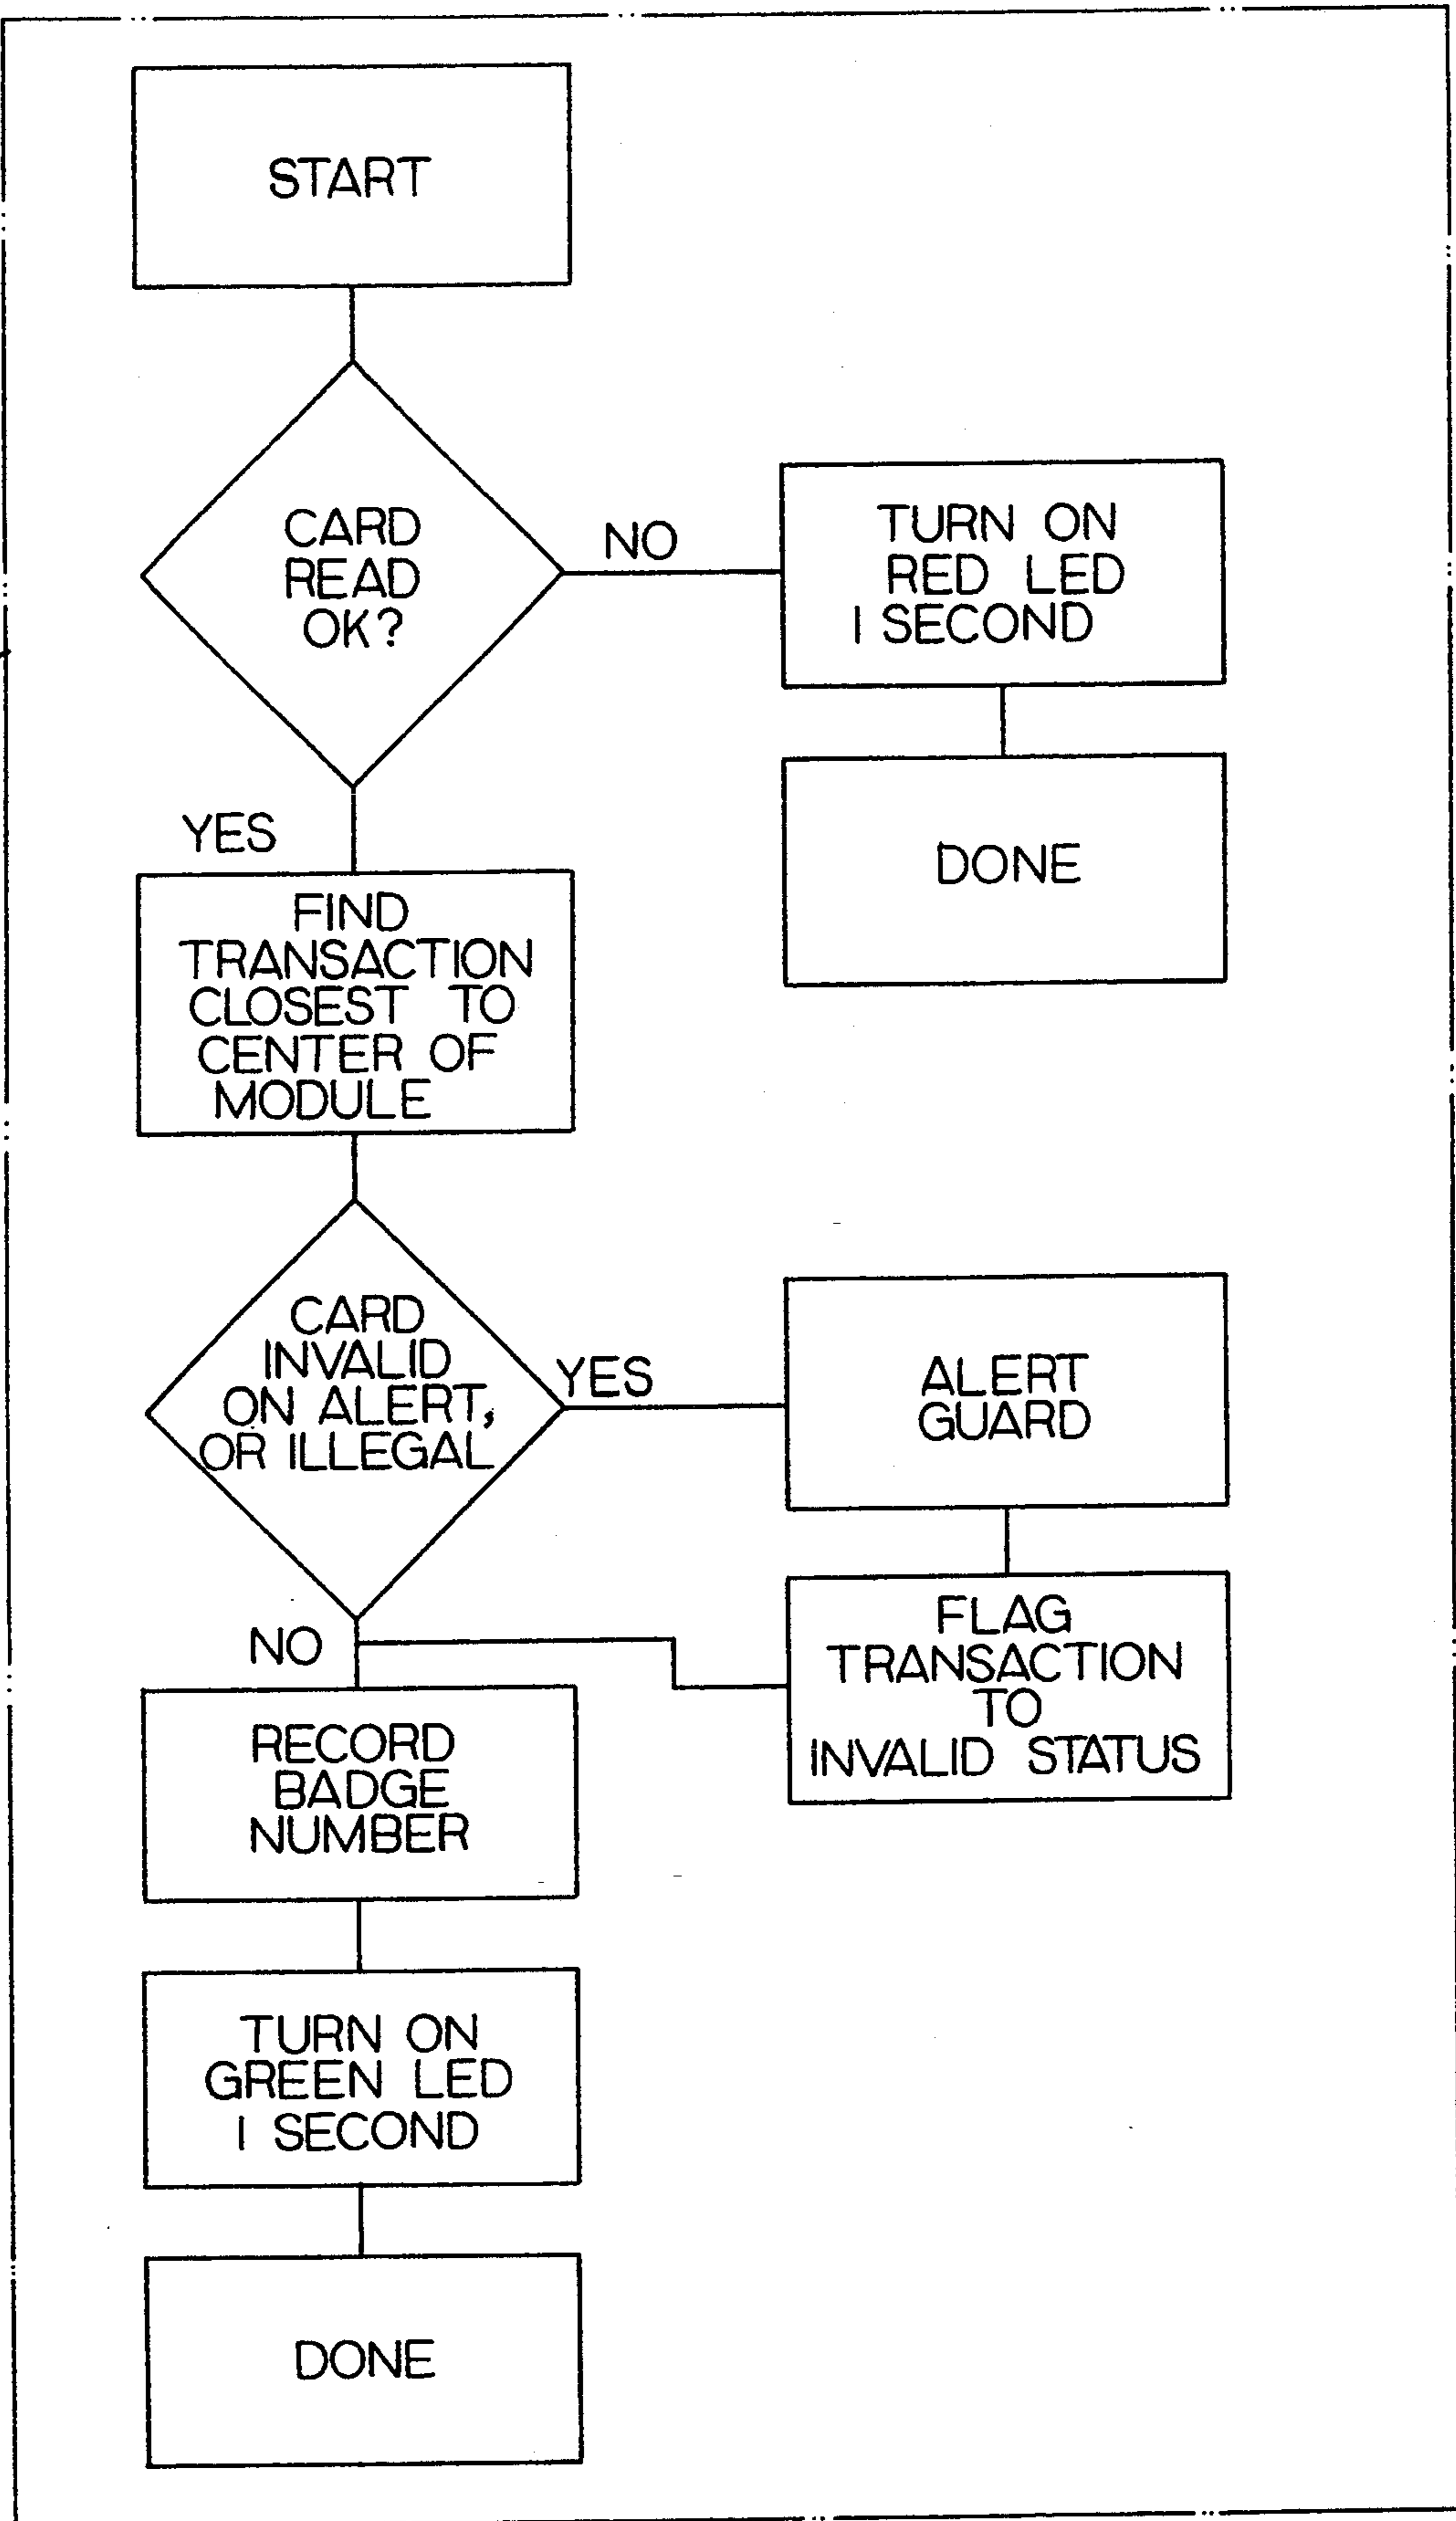 START
CARD
READ
OK?
NO
TURN ON
RED LED
1 SECOND
DONE
YES
FIND
TRANSACTION
CLOSEST TO
CENTER OF
MODULE
CARD
INVALID
ON ALERT,
OR ILLEGAL
YES
ALERT
GUARD
FLAG
TRANSACTION
TO
INVALID STATUS
NO
RECORD
BADGE
NUMBER
TURN ON
GREEN LED
1 SECOND
DONE